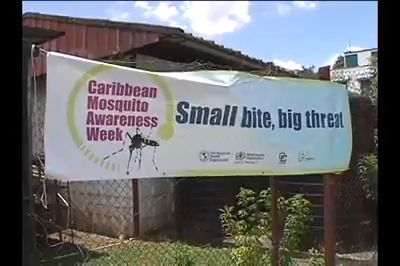 Caribbean
Mosquito
Awareness
Week
Small bite, big threat